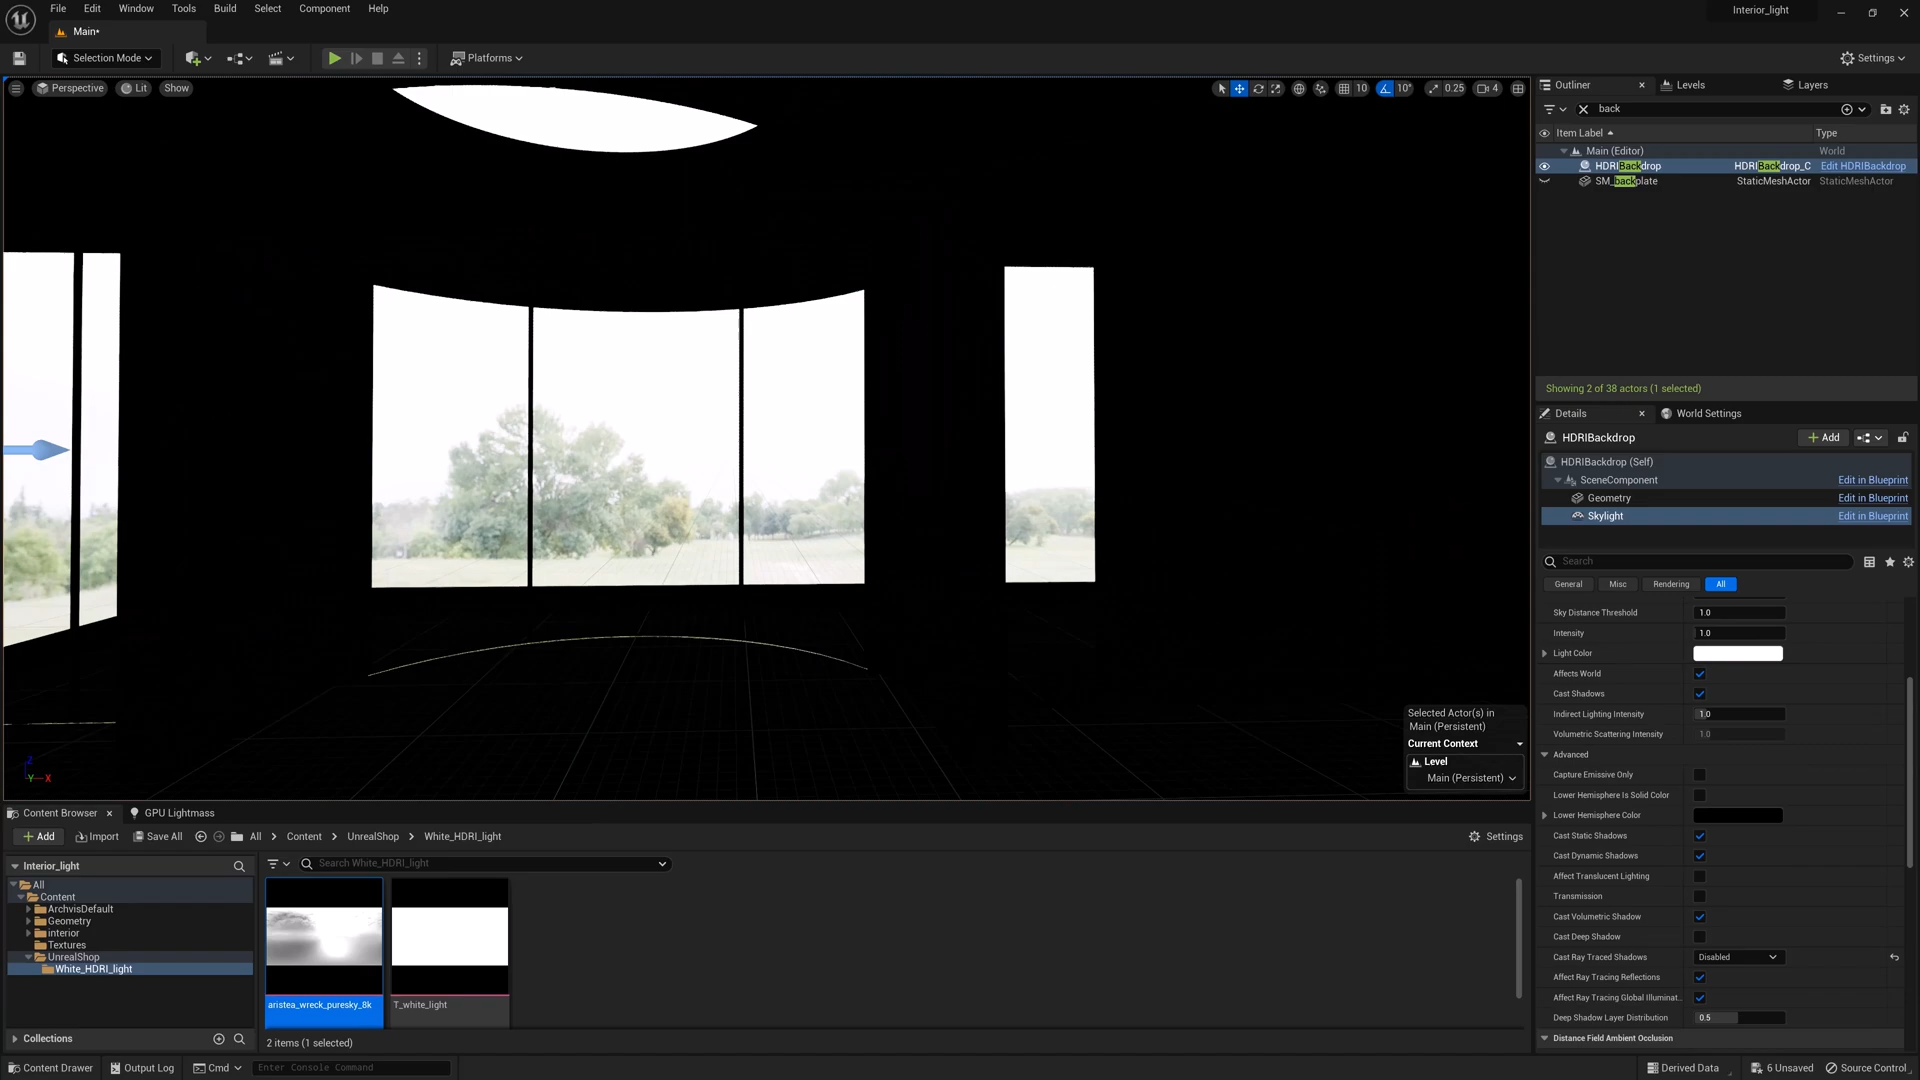 File Edit Window Tools Build Select Component Help
Interior_light
Main*
Selection Mode
Platforms
Settings
Perspective Lit Show
10 10° 0.25 4
Outliner Levels Layers
back
Item Label Type
Main (Editor) World
HDRIBackdrop HDRIBackdrop_C Edit HDRIBackdrop
SM_backplate StaticMeshActor StaticMeshActor
Showing 2 of 38 actors (1 selected)
Details World Settings
HDRIBackdrop Add
HDRIBackdrop (Self)
SceneComponent Edit in Blueprint
Geometry Edit in Blueprint
Skylight Edit in Blueprint
Search
General Misc Rendering All
Sky Distance Threshold 1.0
Intensity 1.0
Light Color
Affects World
Cast Shadows
Indirect Lighting Intensity 1.0
Volumetric Scattering Intensity 1.0
Advanced
Capture Emissive Only
Lower Hemisphere Is Solid Color
Lower Hemisphere Color
Cast Static Shadows
Cast Dynamic Shadows
Affect Translucent Lighting
Transmission
Cast Volumetric Shadow
Cast Deep Shadow
Cast Ray Traced Shadows Disabled
Affect Ray Tracing Reflections
Affect Ray Tracing Global Illuminat...
Deep Shadow Layer Distribution 0.5
Distance Field Ambient Occlusion
Selected Actor(s) in
Main (Persistent)
Current Context
Level
Main (Persistent)
Z
Y X
Content Browser GPU Lightmass
Add Import Save All All Content UnrealShop White_HDRI_light Settings
Interior_light
Search White_HDRI_light
All
Content
ArchvisDefault
Geometry
interior
Textures
UnrealShop
White_HDRI_light
aristea_wreck_puresky_8k T_white_light
Collections
2 items (1 selected)
Content Drawer Output Log Cmd Enter Console Command Derived Data 6 Unsaved Source Control